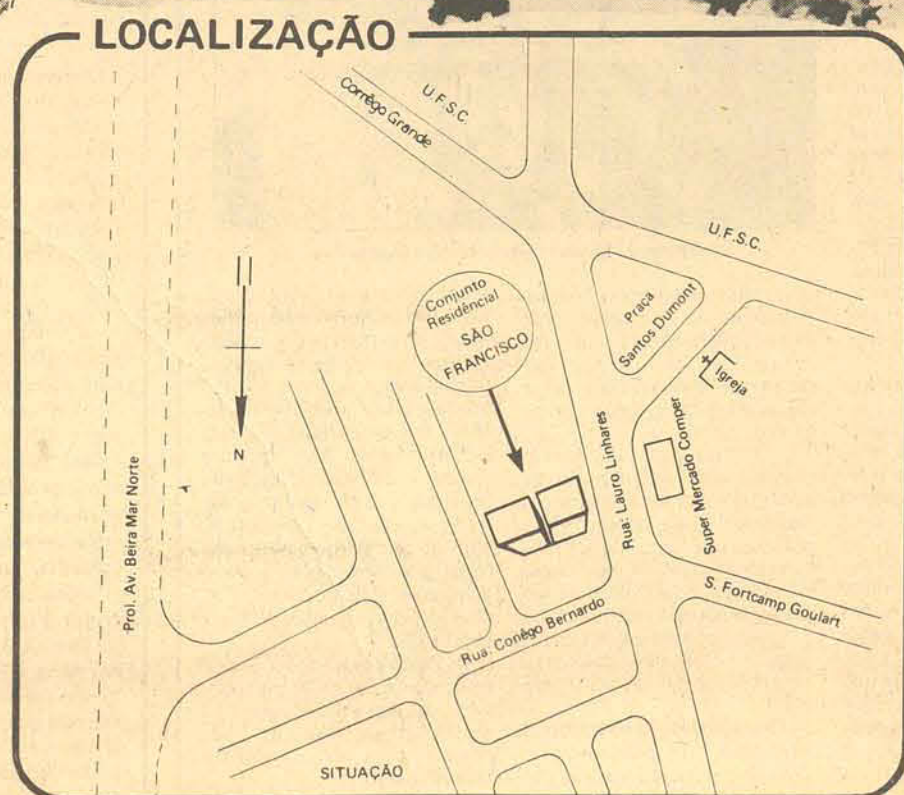 LOCALIZAÇÃO
U.F.S.C.
Corrêgo Grande
U.F.S.C.
Conjunto
Residêncial
SÃO
FRANCISCO
Praça
Santos Dumont
Igreja
N
Prol. Av. Beira Mar Norte
Rua: Lauro Linhares
Super Mercado Comper
S. Fortcamp Goulart
Rua: Conêgo Bernardo
SITUAÇÃO